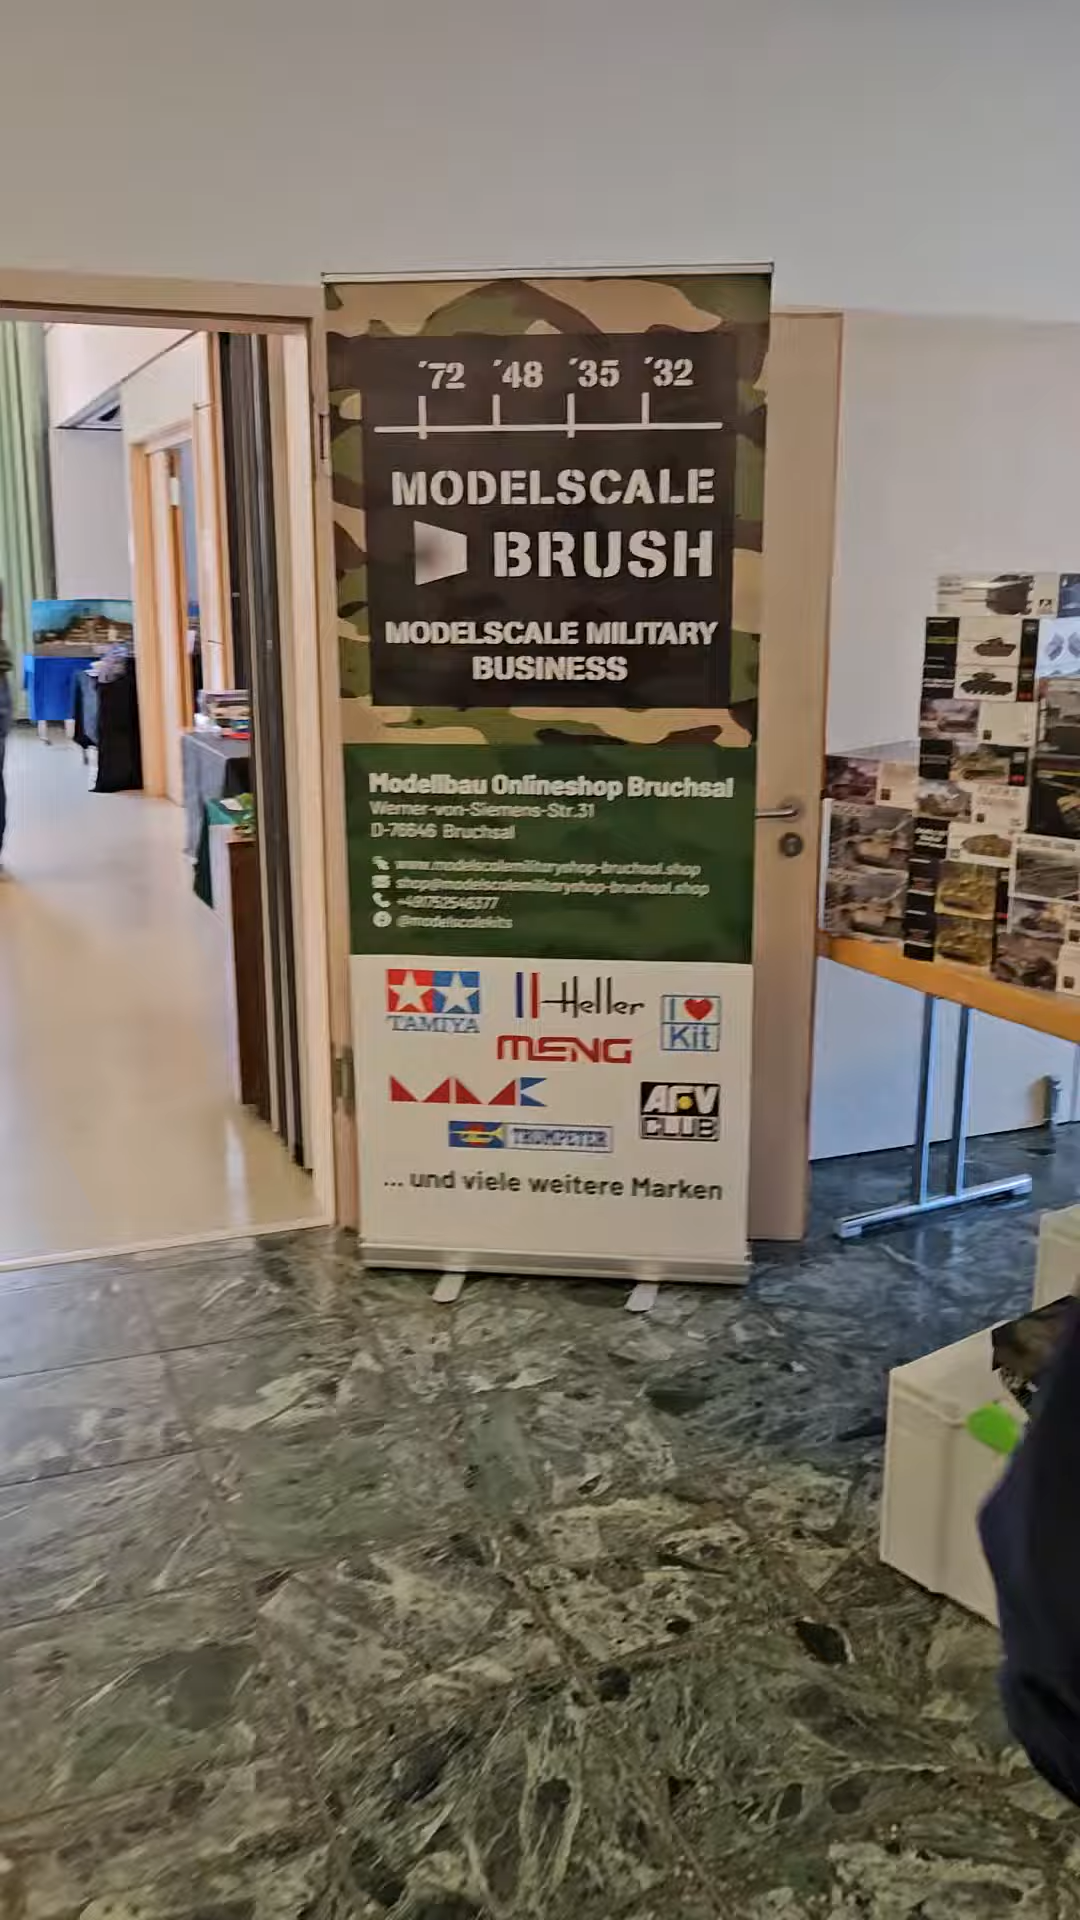 ´72 ´48 ´35 ´32
MODELSCALE
BRUSH
MODELSCALE MILITARY
BUSINESS
Modellbau Onlineshop Bruchsal
Werner-von-Siemens-Str.31
D-76646 Bruchsal
www.modelscalemilitaryshop-bruchsal.shop
shop@modelscalemilitaryshop-bruchsal.shop
@modelscalekits
TAMIYA
Heller
I ♥
Kit
MENG
MMK
AFV
CLUB
TRUMPETER
... und viele weitere Marken